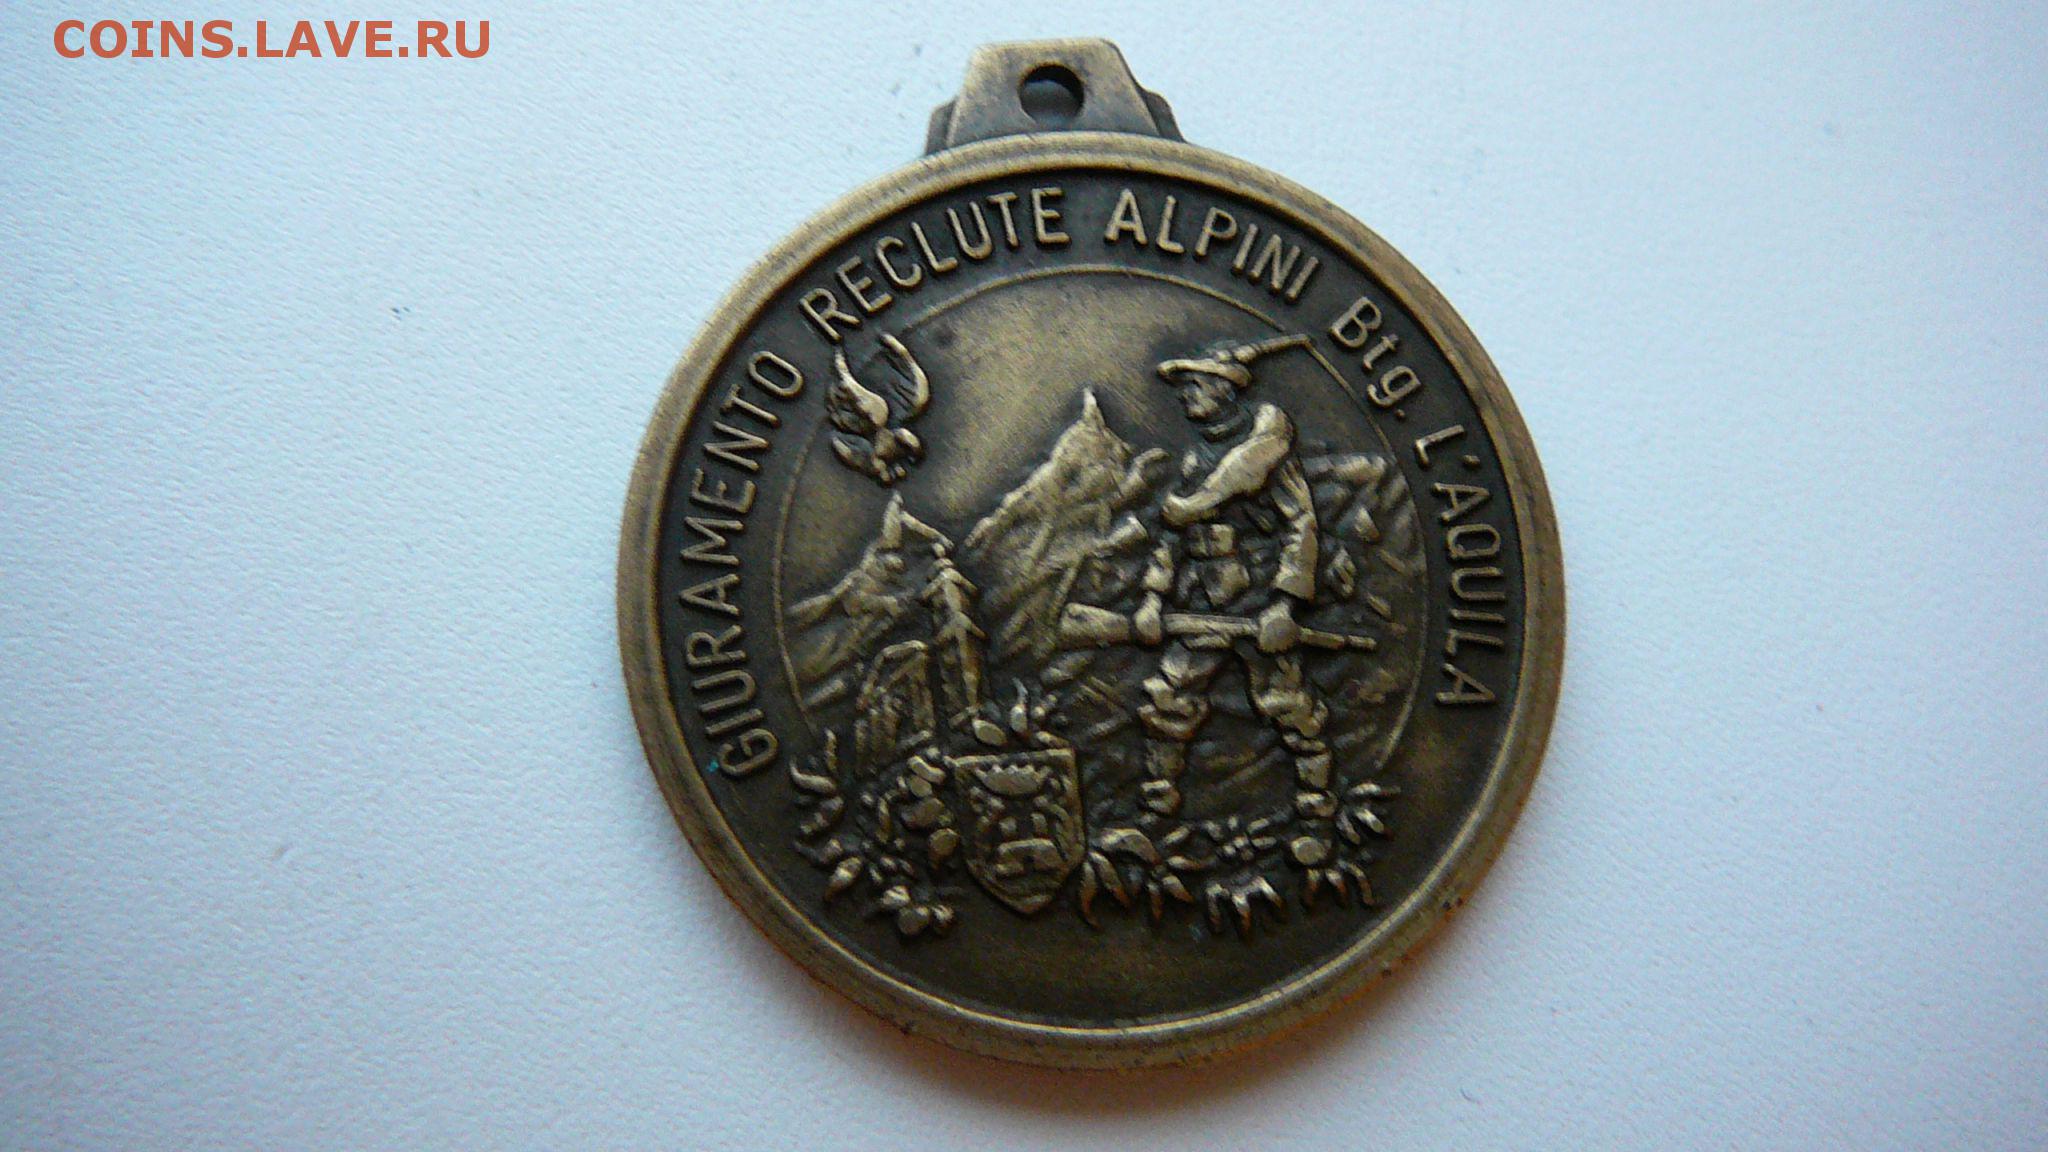 COINS.LAVE.RU
GIURAMENTO RECLUTE ALPINI Btg. L'AQUILA